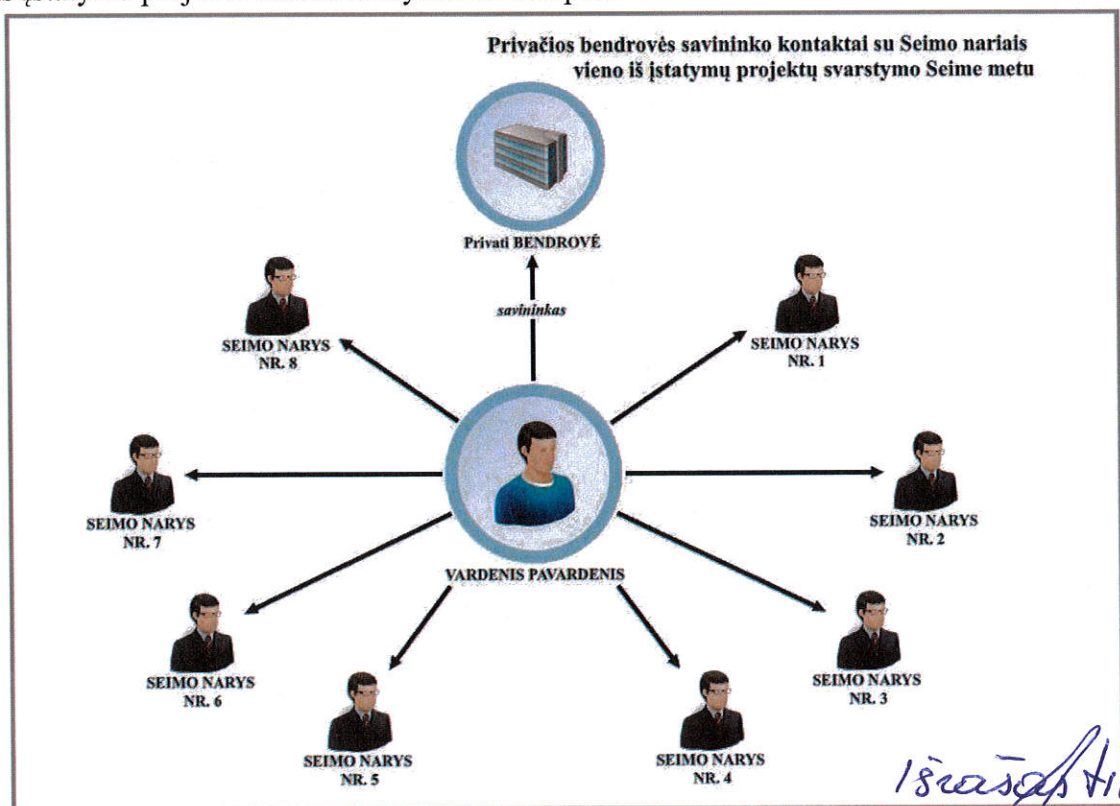 Privačios bendrovės savininko kontaktai su Seimo nariais
vieno iš įstatymų projektų svarstymo Seime metu
Privati BENDROVĖ
savininkas
SEIMO NARYS
NR. 8
SEIMO NARYS
NR. 1
SEIMO NARYS
NR. 7
SEIMO NARYS
NR. 2
VARDENIS PAVARDENIS
SEIMO NARYS
NR. 6
SEIMO NARYS
NR. 3
SEIMO NARYS
NR. 5
SEIMO NARYS
NR. 4
Išrašas